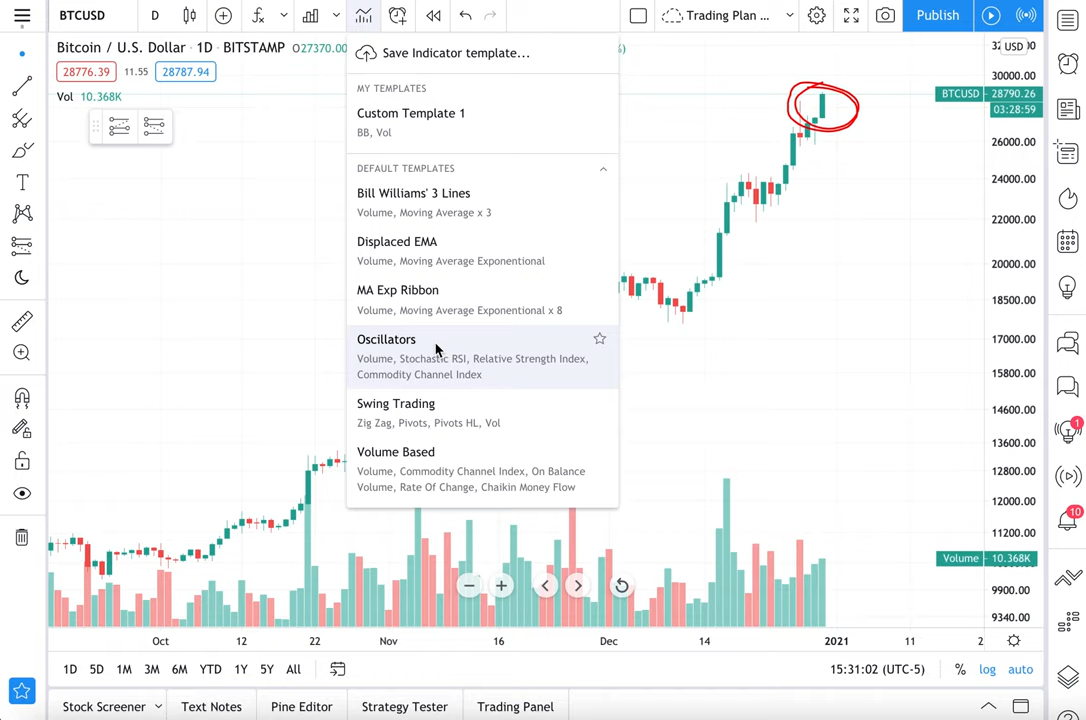 BTCUSD
D
Trading Plan ...
Publish
Bitcoin / U.S. Dollar · 1D · BITSTAMP O27370.00
%)
28776.39
11.55
28787.94
Vol 10.368K
Save Indicator template...
MY TEMPLATES
Custom Template 1
BB, Vol
DEFAULT TEMPLATES
Bill Williams' 3 Lines
Volume, Moving Average x 3
Displaced EMA
Volume, Moving Average Exponential
MA Exp Ribbon
Volume, Moving Average Exponential x 8
Oscillators
Volume, Stochastic RSI, Relative Strength Index,
Commodity Channel Index
Swing Trading
Zig Zag, Pivots, Pivots HL, Vol
Volume Based
Volume, Commodity Channel Index, On Balance
Volume, Rate Of Change, Chaikin Money Flow
USD
30000.00
BTCUSD 28790.26
03:28:59
26000.00
24000.00
22000.00
20000.00
18500.00
17000.00
15800.00
14600.00
13600.00
12800.00
12000.00
11200.00
Volume 10.368K
9900.00
9340.00
1
10
Oct
12
22
Nov
16
Dec
14
2021
11
2
1D
5D
1M
3M
6M
YTD
1Y
5Y
All
15:31:02 (UTC-5)
%
log
auto
Stock Screener
Text Notes
Pine Editor
Strategy Tester
Trading Panel